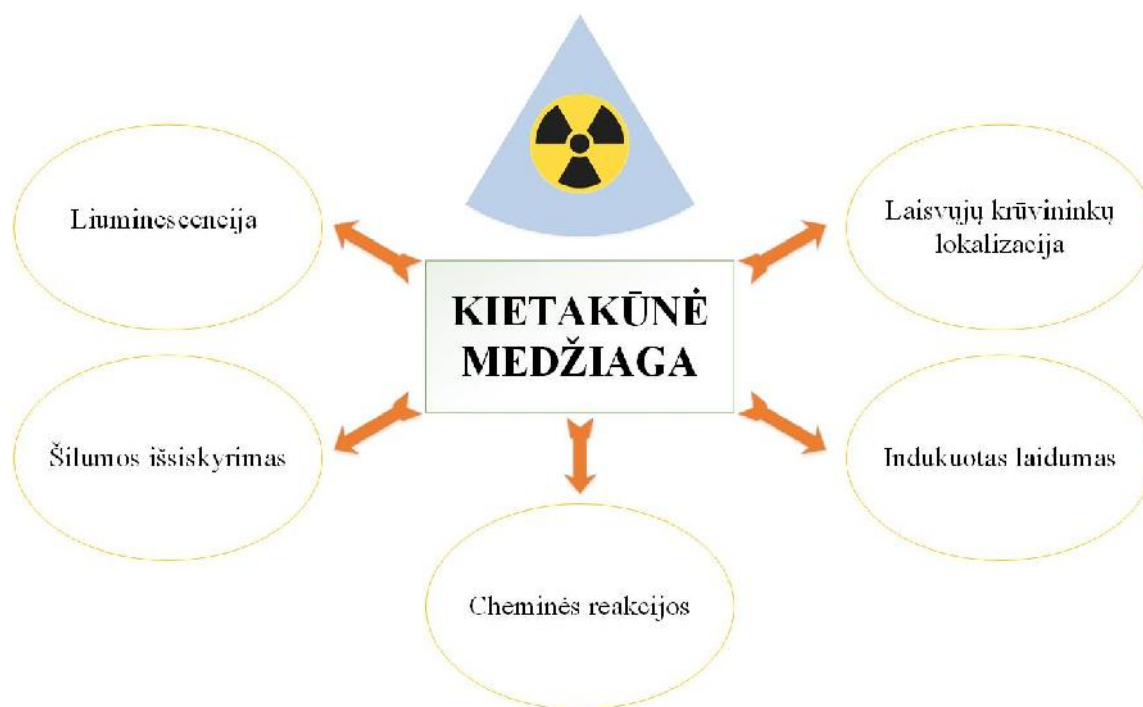 Liuminescencija
Laisvųjų krūvininkų
lokalizacija
KIETAKŪNĖ
MEDŽIAGA
Šilumos išsiskyrimas
Indukuotas laidumas
Cheminės reakcijos